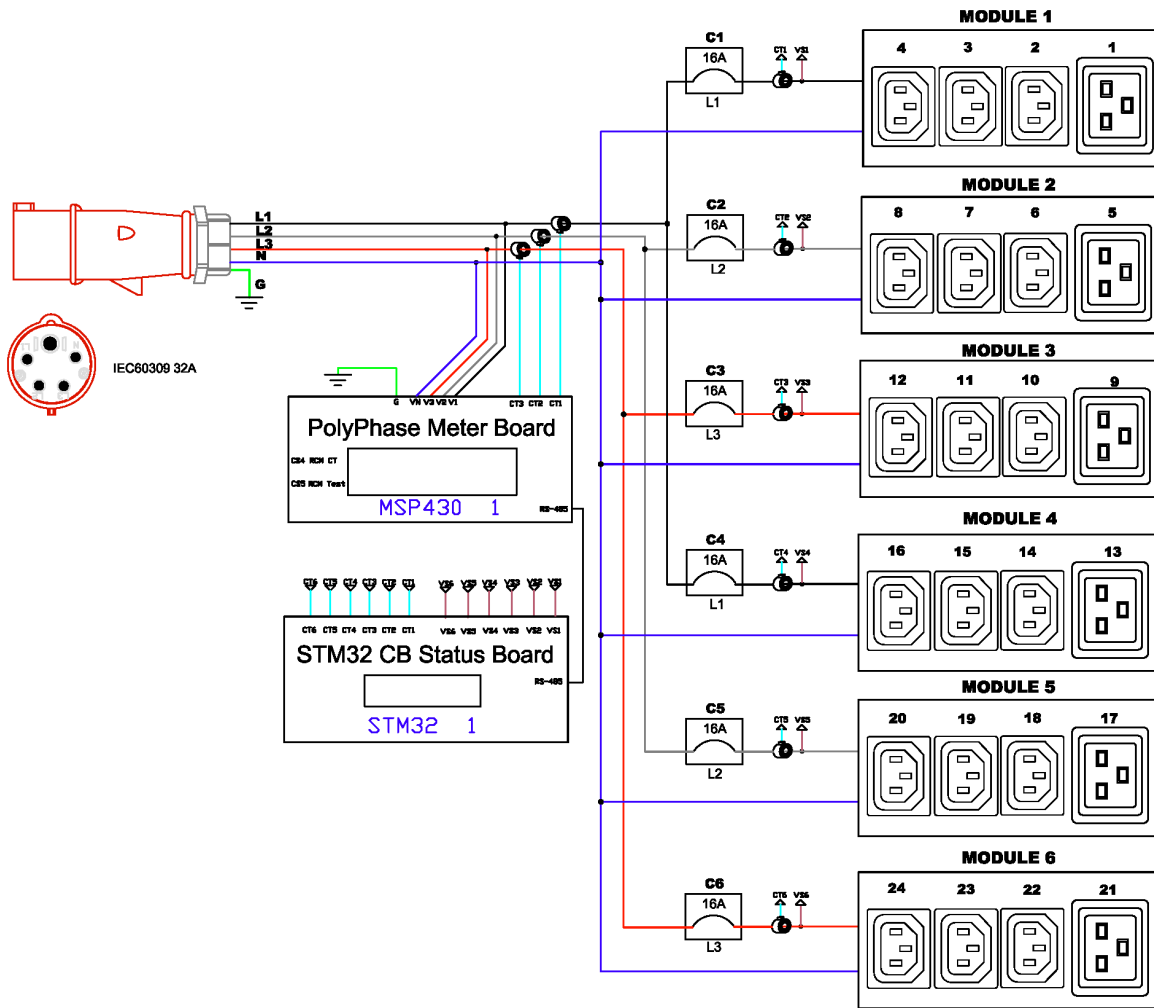 MODULE 1
C1
16A
L1
CT1 VS1
4 3 2 1
MODULE 2
C2
16A
L2
CT2 VS2
8 7 6 5
L1
L2
L3
N
G
IEC60309 32A
MODULE 3
C3
16A
L3
CT3 VS3
12 11 10 9
G VN V3 V2 V1 CT3 CT2 CT1
PolyPhase Meter Board
CS4 RCM CT
CS5 RCM Test
MSP430 1
RS-485
MODULE 4
C4
16A
L1
CT4 VS4
16 15 14 13
CT6 CT5 CT4 CT3 CT2 CT1 VS6 VS5 VS4 VS3 VS2 VS1
CT6 CT5 CT4 CT3 CT2 CT1 VS6 VS5 VS4 VS3 VS2 VS1
STM32 CB Status Board
RS-485
STM32 1
MODULE 5
C5
16A
L2
CT5 VS5
20 19 18 17
MODULE 6
C6
16A
L3
CT6 VS6
24 23 22 21